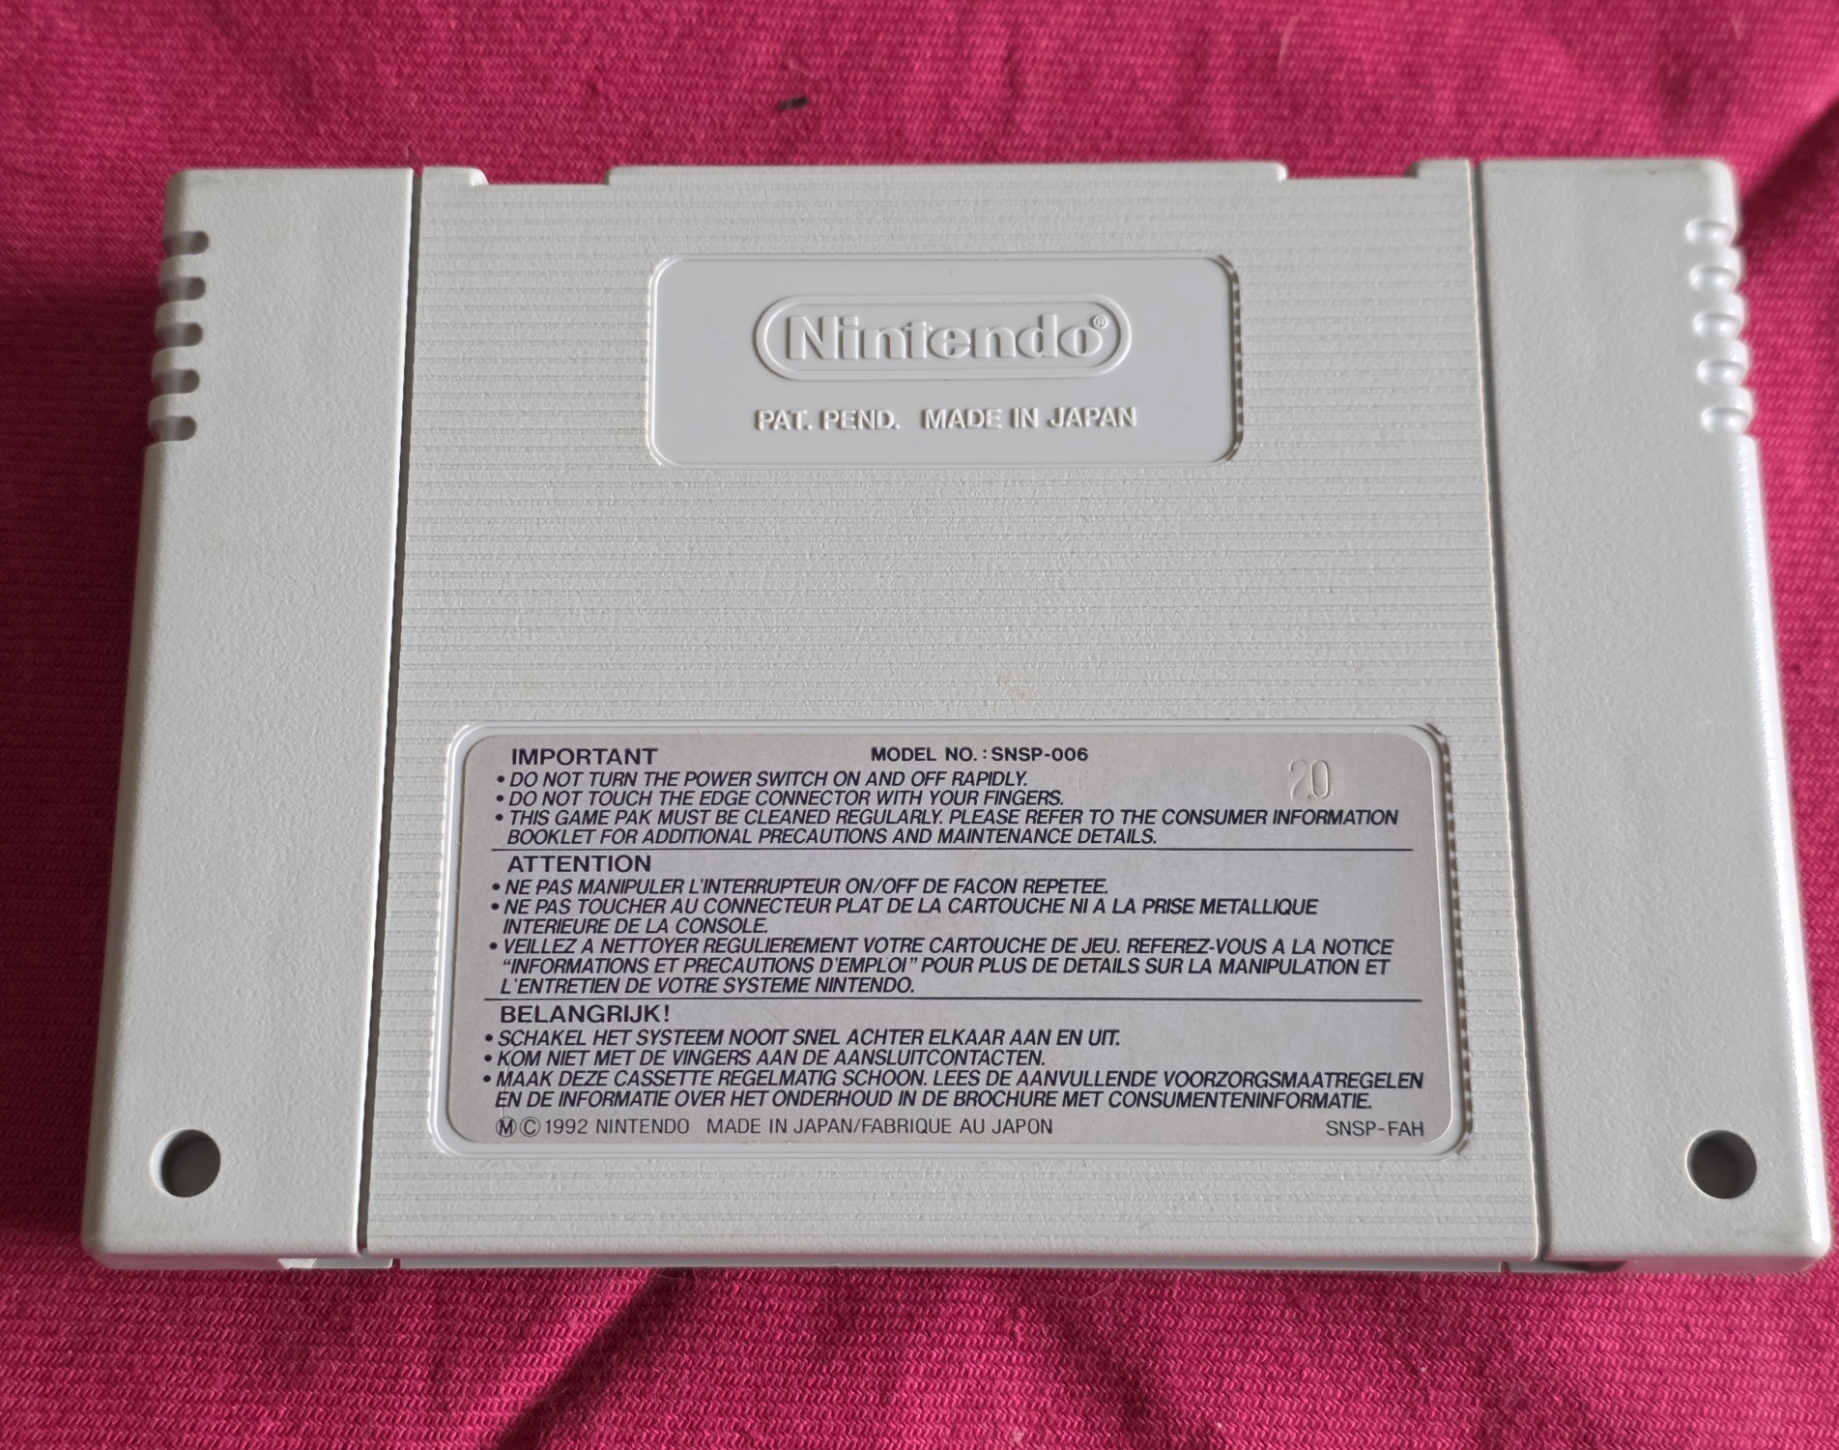 Nintendo®
PAT. PEND. MADE IN JAPAN
IMPORTANT MODEL NO.: SNSP-006
20
• DO NOT TURN THE POWER SWITCH ON AND OFF RAPIDLY.
• DO NOT TOUCH THE EDGE CONNECTOR WITH YOUR FINGERS.
• THIS GAME PAK MUST BE CLEANED REGULARLY. PLEASE REFER TO THE CONSUMER INFORMATION
BOOKLET FOR ADDITIONAL PRECAUTIONS AND MAINTENANCE DETAILS.
ATTENTION
• NE PAS MANIPULER L'INTERRUPTEUR ON/OFF DE FACON REPETEE.
• NE PAS TOUCHER AU CONNECTEUR PLAT DE LA CARTOUCHE NI A LA PRISE METALLIQUE
INTERIEURE DE LA CONSOLE.
• VEILLEZ A NETTOYER REGULIEREMENT VOTRE CARTOUCHE DE JEU. REFEREZ-VOUS A LA NOTICE
“INFORMATIONS ET PRECAUTIONS D'EMPLOI” POUR PLUS DE DETAILS SUR LA MANIPULATION ET
L'ENTRETIEN DE VOTRE SYSTEME NINTENDO.
BELANGRIJK!
• SCHAKEL HET SYSTEEM NOOIT SNEL ACHTER ELKAAR AAN EN UIT.
• KOM NIET MET DE VINGERS AAN DE AANSLUITCONTACTEN.
• MAAK DEZE CASSETTE REGELMATIG SCHOON. LEES DE AANVULLENDE VOORZORGSMAATREGELEN
EN DE INFORMATIE OVER HET ONDERHOUD IN DE BROCHURE MET CONSUMENTENINFORMATIE.
Ⓜ©1992 NINTENDO MADE IN JAPAN/FABRIQUE AU JAPON SNSP-FAH